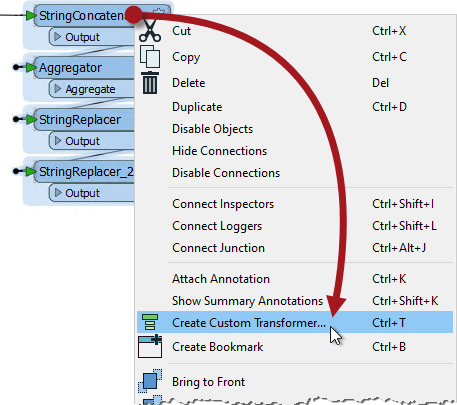 StringConcaten
Output
Aggregator
Aggregate
StringReplacer
Output
StringReplacer_2
Output
Cut Ctrl+X
Copy Ctrl+C
Delete Del
Duplicate Ctrl+D
Disable Objects
Hide Connections
Disable Connections
Connect Inspectors Ctrl+Shift+I
Connect Loggers Ctrl+Shift+L
Connect Junction Ctrl+Alt+J
Attach Annotation Ctrl+K
Show Summary Annotations Ctrl+Shift+K
Create Custom Transformer... Ctrl+T
Create Bookmark Ctrl+B
Bring to Front